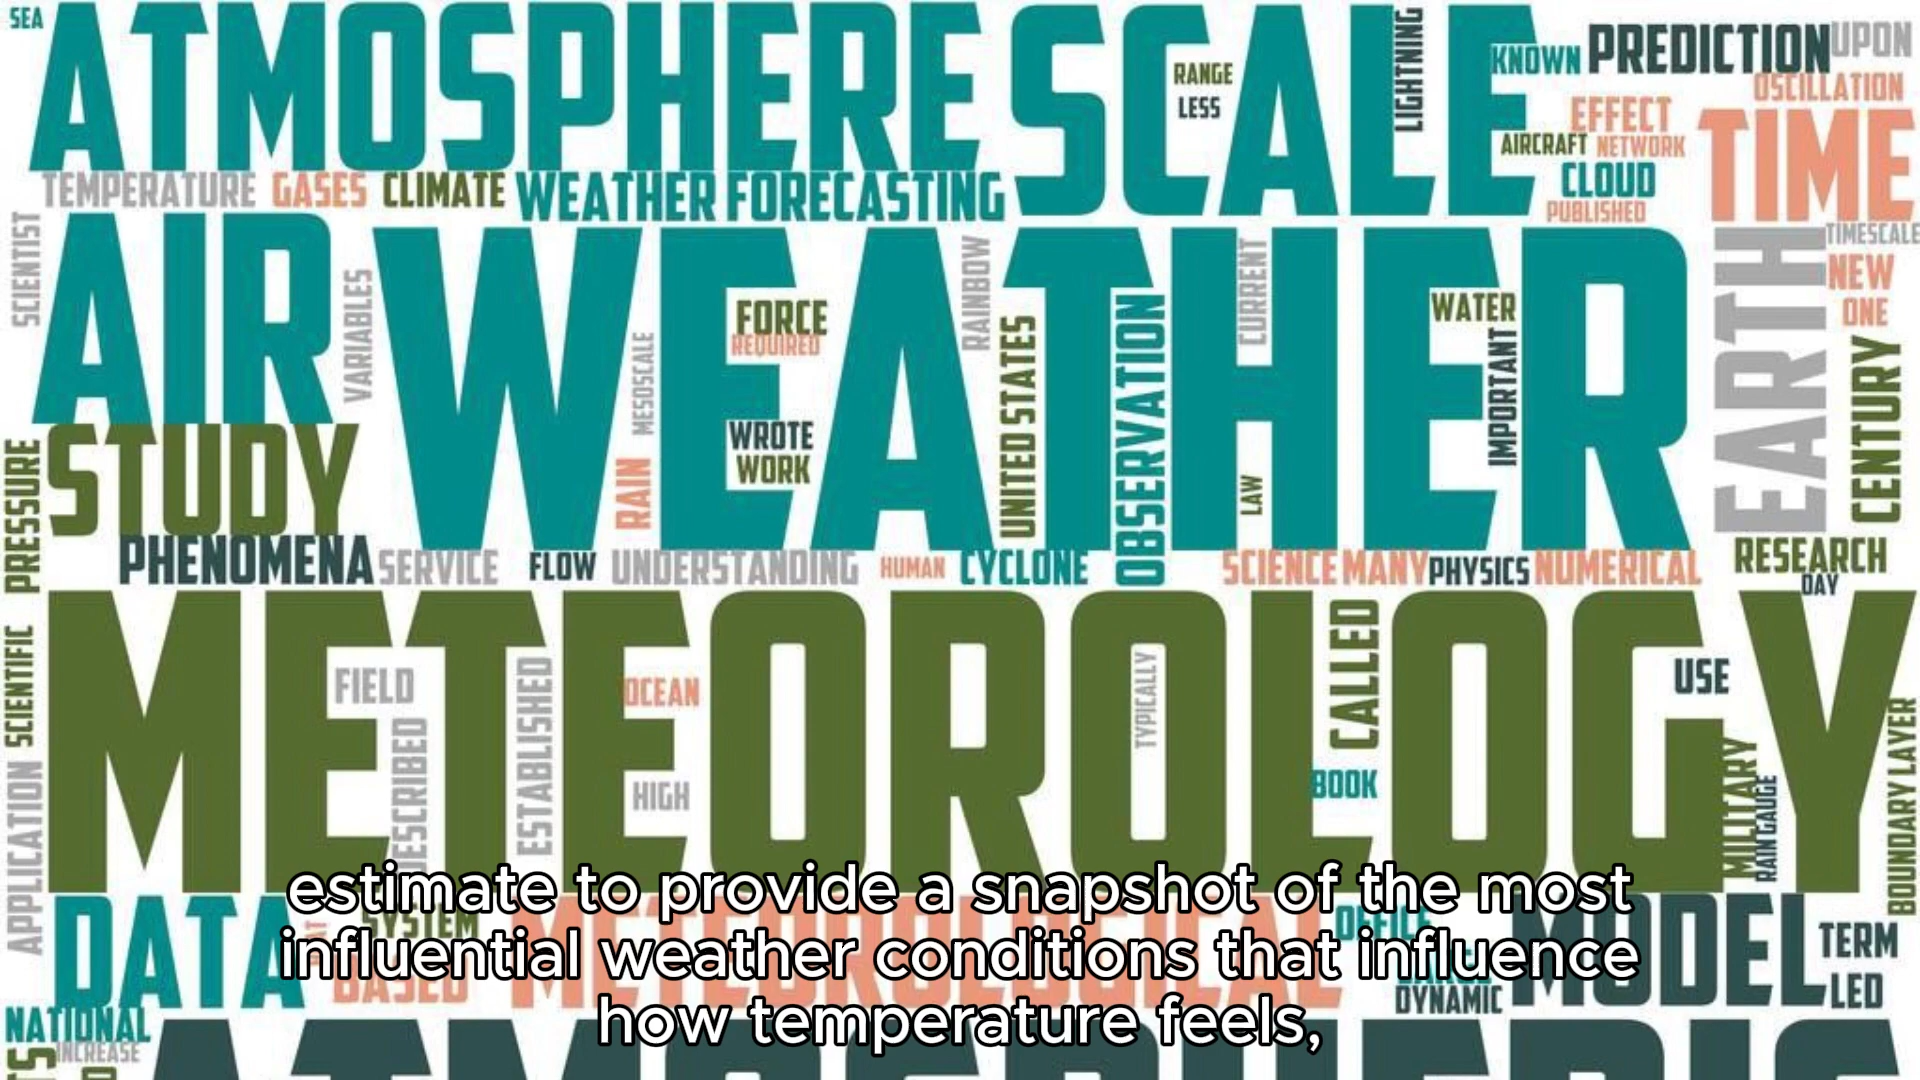 SEA
ATMOSPHERE
SCALE
RANGE
LESS
LIGHTNING
KNOWN
PREDICTION
UPON
OSCILLATION
EFFECT
AIRCRAFT
NETWORK
TIME
CLOUD
PUBLISHED
TEMPERATURE
GASES
CLIMATE
WEATHER FORECASTING
SCIENTIST
AIR
VARIABLES
WEATHER
FORCE
REQUIRED
MESOSCALE
RAINBOW
UNITED STATES
OBSERVATION
CURRENT
WATER
IMPORTANT
EARTH
TIMESCALE
NEW
ONE
CENTURY
WROTE
WORK
RAIN
LAW
PRESSURE
STUDY
PHENOMENA
SERVICE
FLOW
UNDERSTANDING
HUMAN
CYCLONE
SCIENCE
MANY
PHYSICS
NUMERICAL
RESEARCH
DAY
SCIENTIFIC
METEOROLOGY
FIELD
DESCRIBED
ESTABLISHED
OCEAN
HIGH
TYPICALLY
CALLED
BOOK
USE
MILITARY
RAIN GAUGE
BOUNDARY LAYER
APPLICATION
DATA
SYSTEM
BASED
METEOROLOGICAL
OFFICE
DYNAMIC
MODEL
TERM
LED
NATIONAL
INCREASE
ATMOSPHERIC
estimate to provide a snapshot of the most
influential weather conditions that influence
how temperature feels,